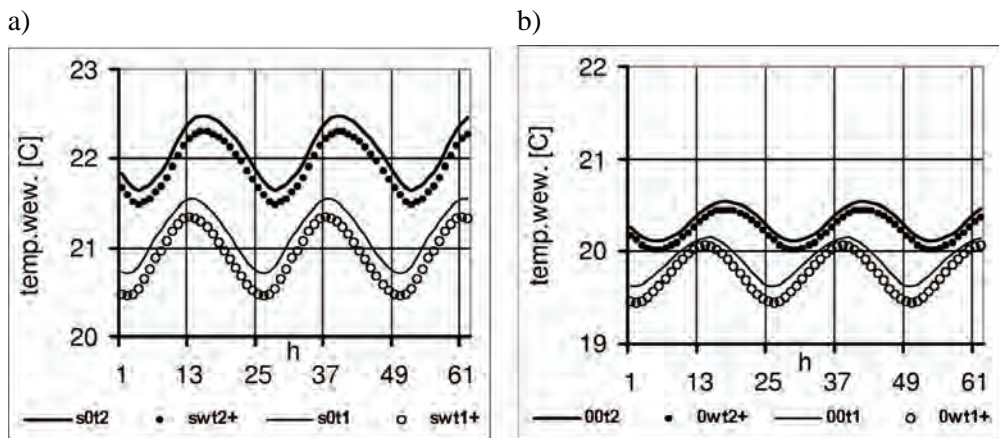 a)
23
22
21
20
temp.wew. [C]
h
1 13 25 37 49 61
s0t2 swt2+ s0t1 swt1+
b)
22
21
20
19
temp.wew. [C]
h
1 13 25 37 49 61
00t2 0wt2+ 00t1 0wt1+